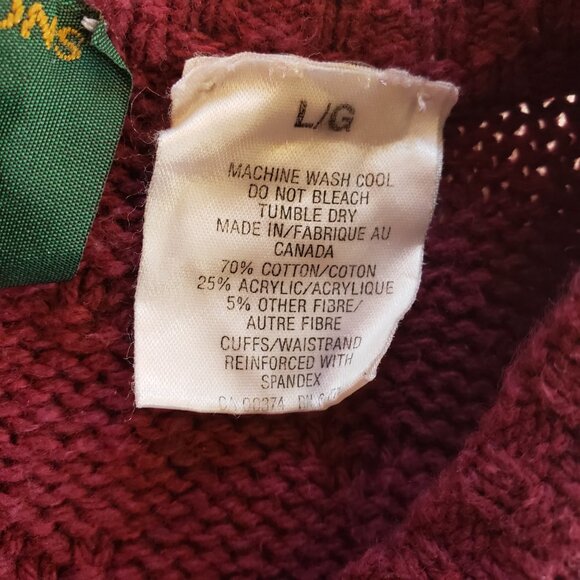 L/G
MACHINE WASH COOL
DO NOT BLEACH
TUMBLE DRY
MADE IN/FABRIQUE AU
CANADA
70% COTTON/COTON
25% ACRYLIC/ACRYLIQUE
5% OTHER FIBRE/
AUTRE FIBRE
CUFFS/WAISTBAND
REINFORCED WITH
SPANDEX